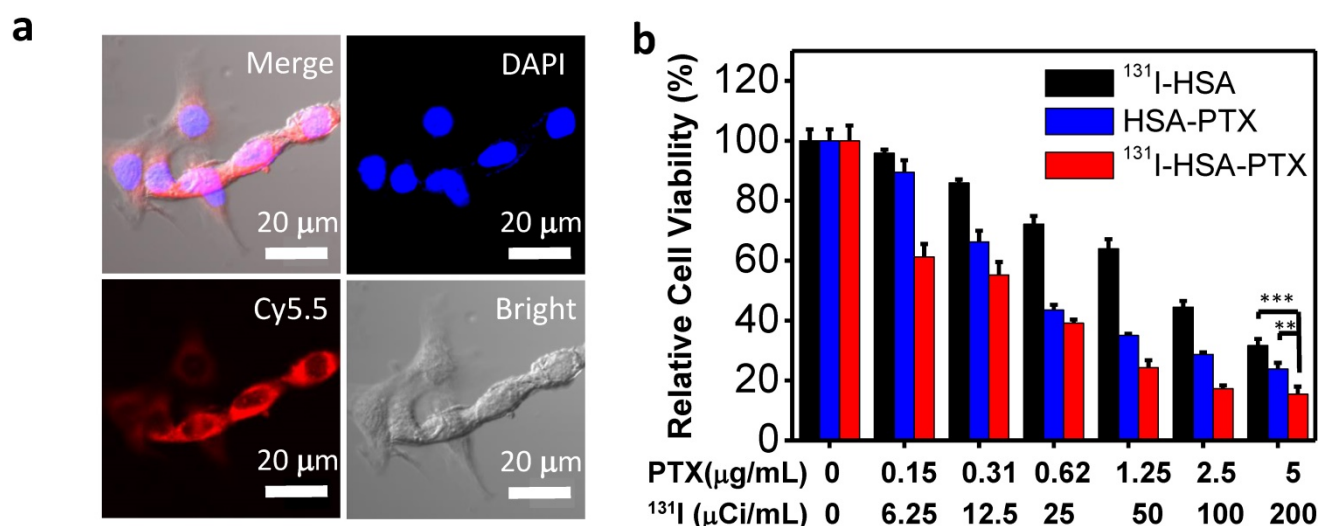 a
Merge
20 μm
DAPI
20 μm
Cy5.5
20 μm
Bright
20 μm
b
Relative Cell Viability (%)
120
100
80
60
40
20
0
¹³¹I-HSA
HSA-PTX
¹³¹I-HSA-PTX
***
**
PTX(μg/mL) 0 0.15 0.31 0.62 1.25 2.5 5
¹³¹I (μCi/mL) 0 6.25 12.5 25 50 100 200